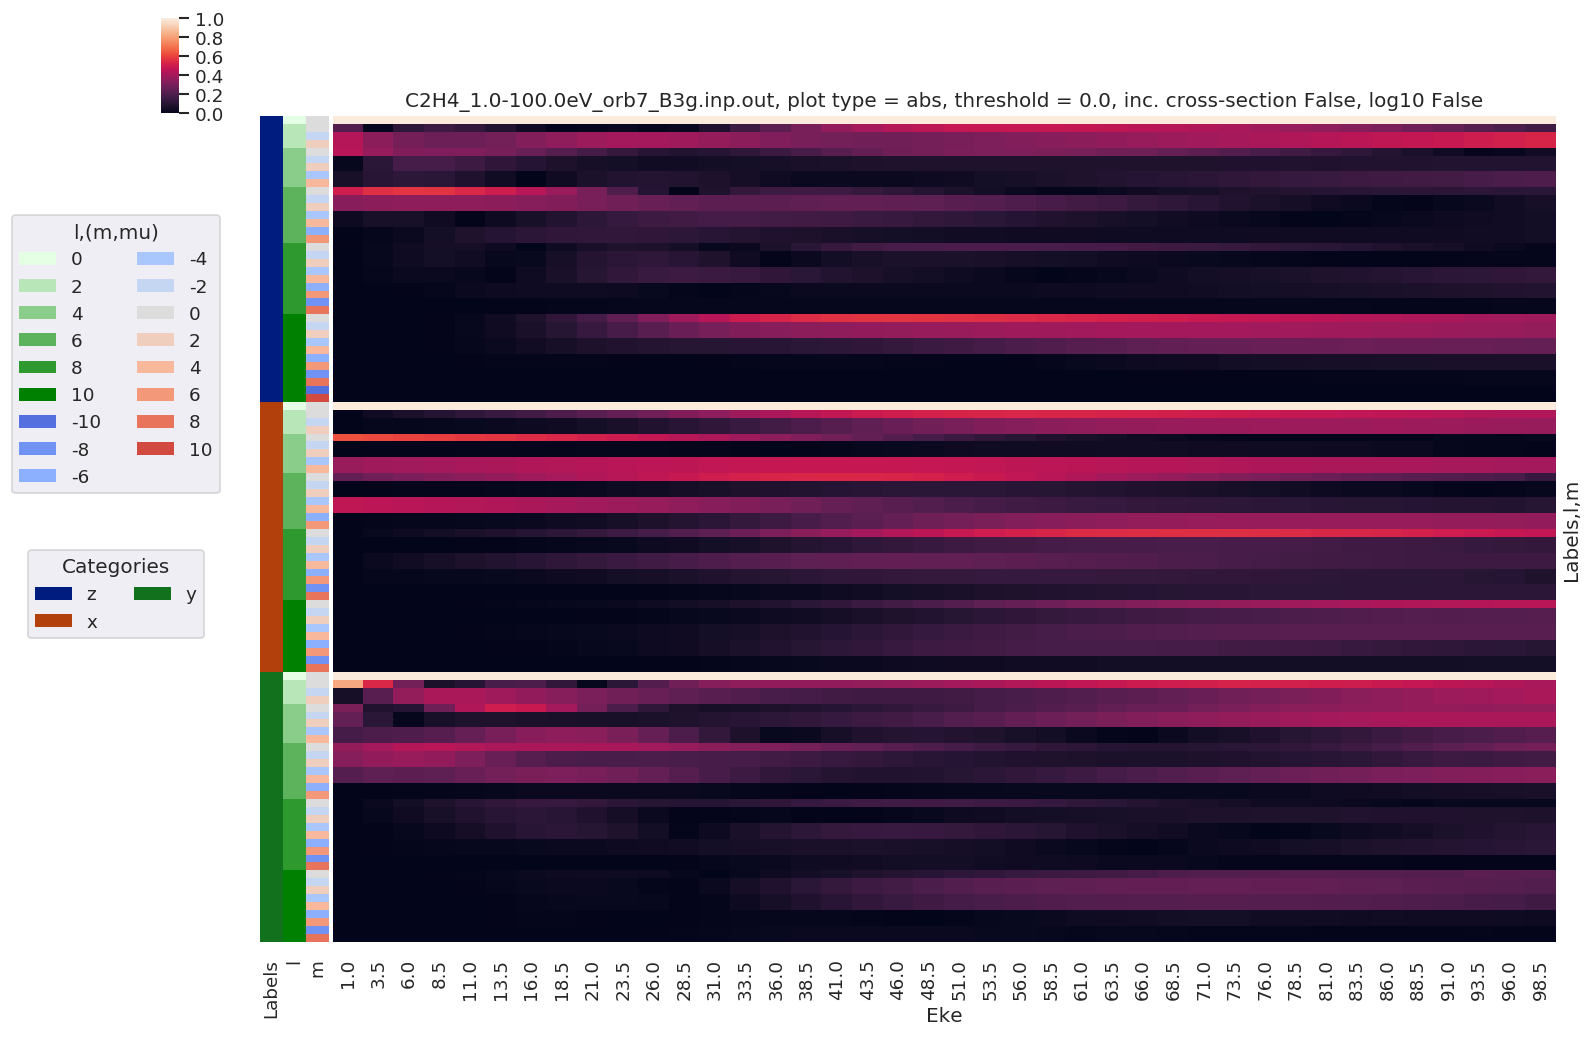 1.0
0.8
0.6
0.4
0.2
0.0
C2H4_1.0-100.0eV_orb7_B3g.inp.out, plot type = abs, threshold = 0.0, inc. cross-section False, log10 False
l,(m,mu)
0 -4
2 -2
4 0
6 2
8 4
10 6
-10 8
-8 10
-6
Categories
z y
x
Labels,l,m
Labels l m 1.0 3.5 6.0 8.5 11.0 13.5 16.0 18.5 21.0 23.5 26.0 28.5 31.0 33.5 36.0 38.5 41.0 43.5 46.0 48.5 51.0 53.5 56.0 58.5 61.0 63.5 66.0 68.5 71.0 73.5 76.0 78.5 81.0 83.5 86.0 88.5 91.0 93.5 96.0 98.5
Eke